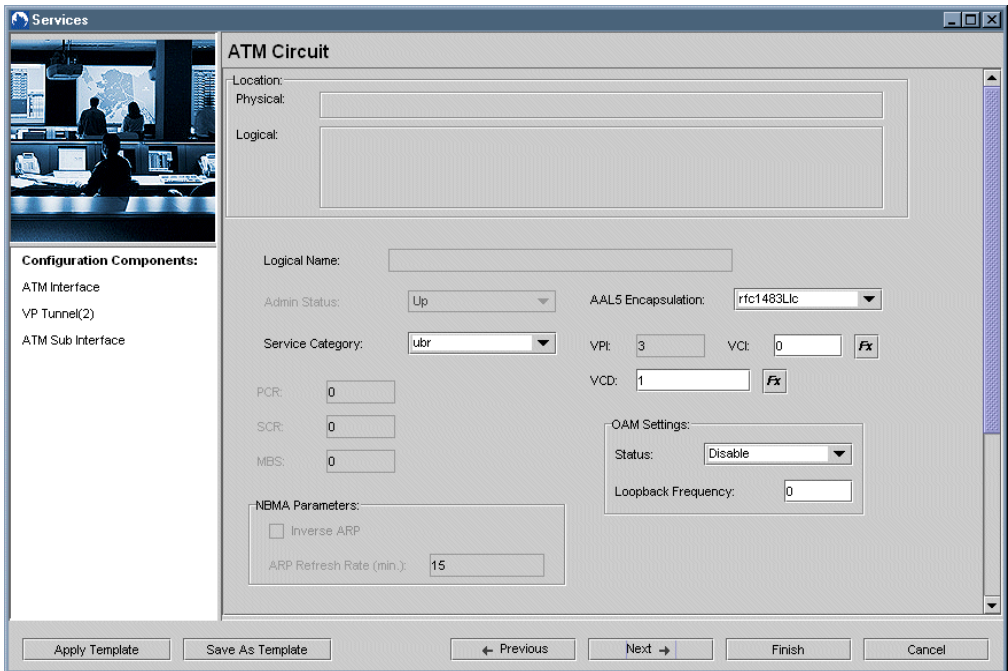 Services
ATM Circuit
Location:
Physical:
Logical:
Configuration Components:
ATM Interface
VP Tunnel(2)
ATM Sub Interface
Logical Name:
Admin Status: Up
AAL5 Encapsulation: rfc1483Llc
Service Category: ubr
VPI: 3 VCI: 0 Fx
VCD: 1 Fx
PCR: 0
SCR: 0
MBS: 0
OAM Settings:
Status: Disable
Loopback Frequency: 0
NBMA Parameters:
Inverse ARP
ARP Refresh Rate (min.): 15
Apply Template Save As Template Previous Next Finish Cancel